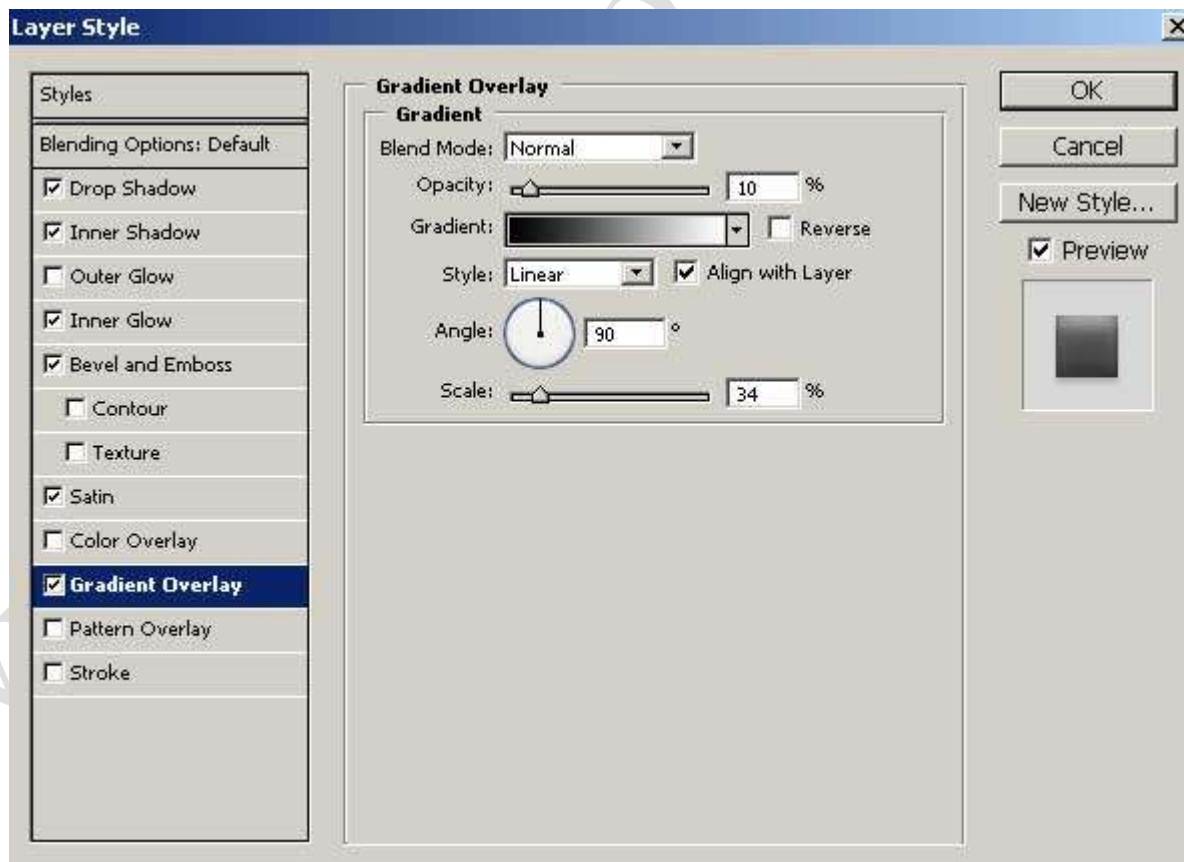 Layer Style
Styles
Blending Options: Default
Drop Shadow
Inner Shadow
Outer Glow
Inner Glow
Bevel and Emboss
Contour
Texture
Satin
Color Overlay
Gradient Overlay
Pattern Overlay
Stroke
Gradient Overlay
Gradient
Blend Mode: Normal
Opacity: 10 %
Gradient: Reverse
Style: Linear Align with Layer
Angle: 90 °
Scale: 34 %
OK
Cancel
New Style...
Preview